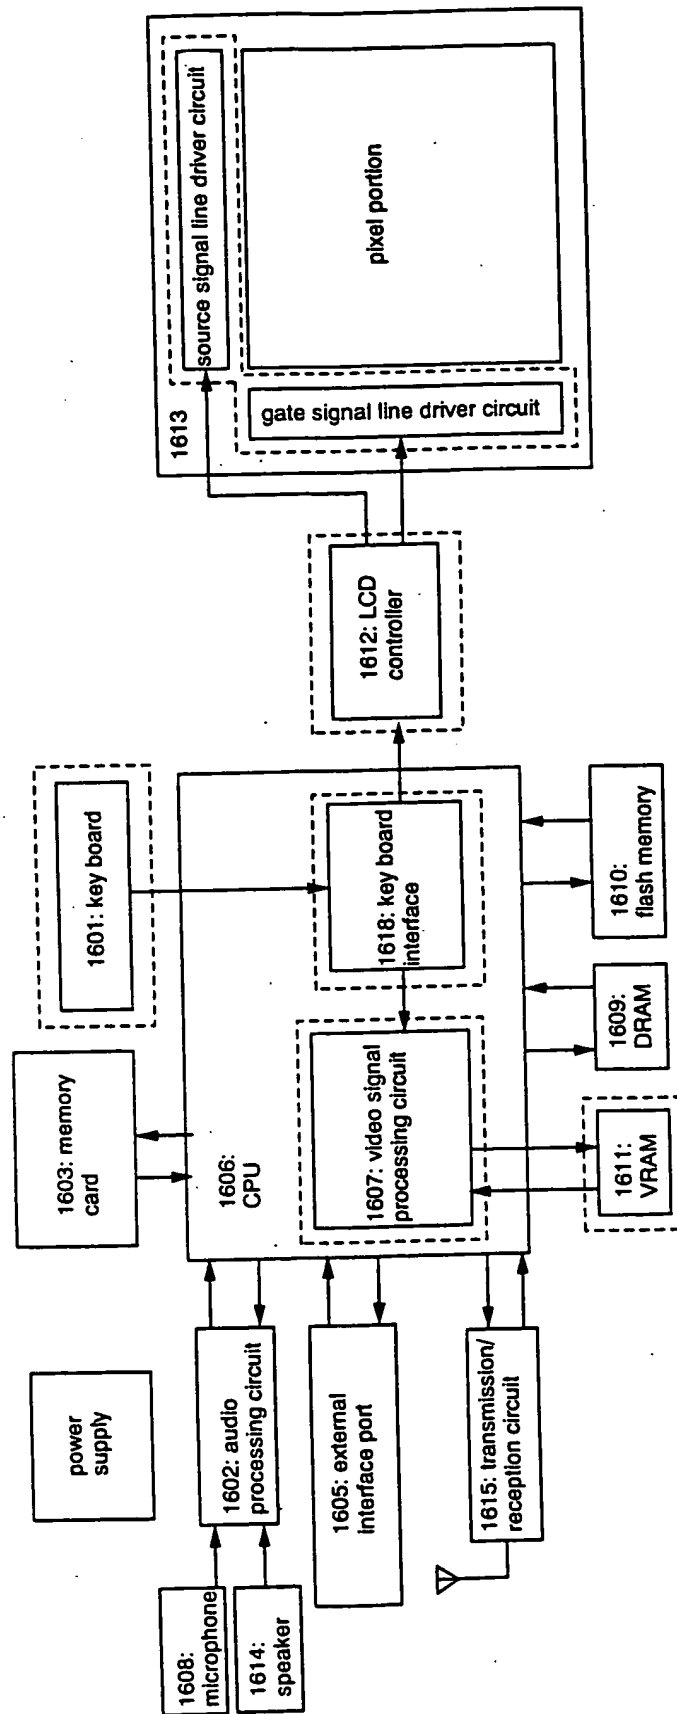 power
supply
1608:
microphone
1614:
speaker
1602: audio
processing circuit
1605: external
interface port
1615: transmission/
reception circuit
1603: memory
card
1601: key board
1606:
CPU
1607: video signal
processing circuit
1618: key board
interface
1611:
VRAM
1609:
DRAM
1610:
flash memory
1612: LCD
controller
1613
source signal line driver circuit
gate signal line driver circuit
pixel portion